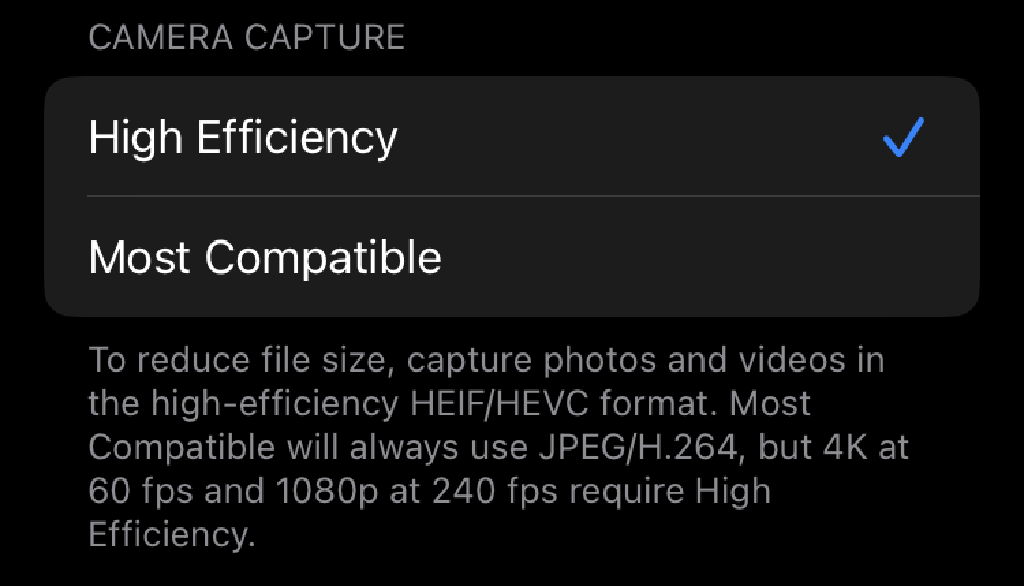 CAMERA CAPTURE
High Efficiency
Most Compatible
To reduce file size, capture photos and videos in
the high-efficiency HEIF/HEVC format. Most
Compatible will always use JPEG/H.264, but 4K at
60 fps and 1080p at 240 fps require High
Efficiency.